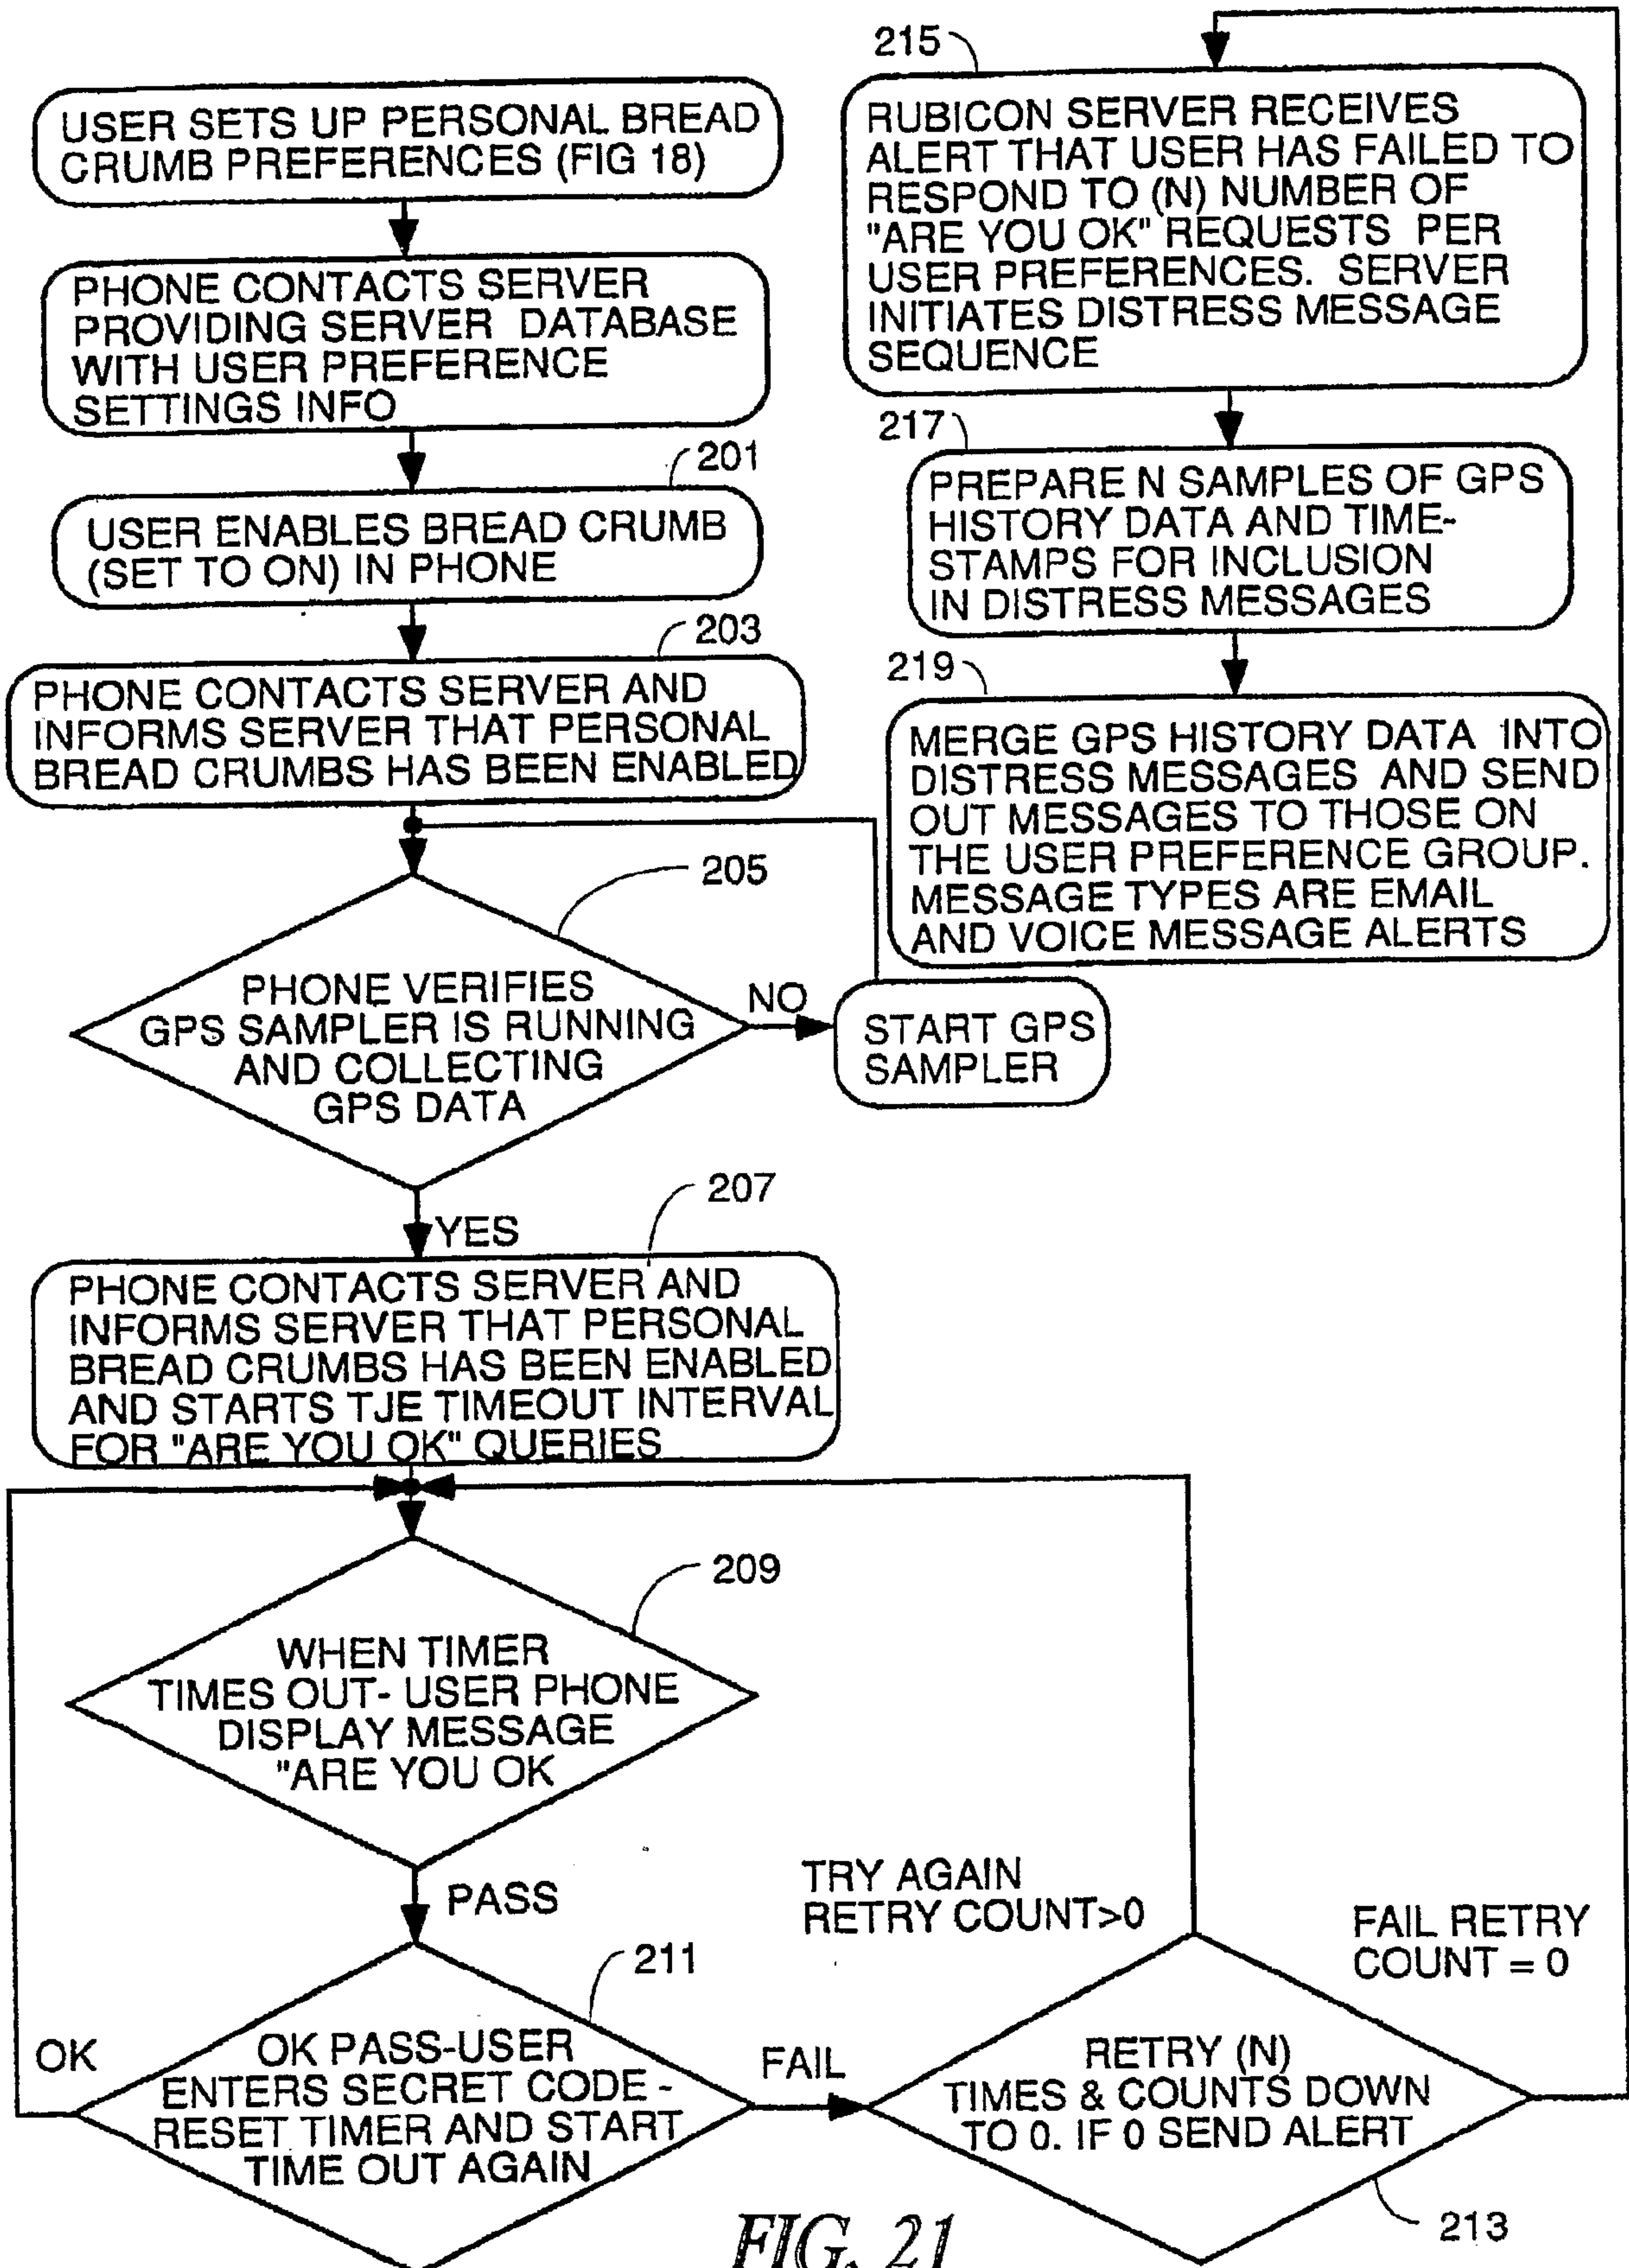 USER SETS UP PERSONAL BREAD
CRUMB PREFERENCES (FIG 18)
PHONE CONTACTS SERVER
PROVIDING SERVER DATABASE
WITH USER PREFERENCE
SETTINGS INFO
201
USER ENABLES BREAD CRUMB
(SET TO ON) IN PHONE
203
PHONE CONTACTS SERVER AND
INFORMS SERVER THAT PERSONAL
BREAD CRUMBS HAS BEEN ENABLED
205
PHONE VERIFIES
GPS SAMPLER IS RUNNING
AND COLLECTING
GPS DATA
NO
START GPS
SAMPLER
YES
207
PHONE CONTACTS SERVER AND
INFORMS SERVER THAT PERSONAL
BREAD CRUMBS HAS BEEN ENABLED
AND STARTS TJE TIMEOUT INTERVAL
FOR "ARE YOU OK" QUERIES
209
WHEN TIMER
TIMES OUT- USER PHONE
DISPLAY MESSAGE
"ARE YOU OK
PASS
211
OK
OK PASS-USER
ENTERS SECRET CODE -
RESET TIMER AND START
TIME OUT AGAIN
FAIL
TRY AGAIN
RETRY COUNT>0
RETRY (N)
TIMES & COUNTS DOWN
TO 0. IF 0 SEND ALERT
213
FAIL RETRY
COUNT = 0
215
RUBICON SERVER RECEIVES
ALERT THAT USER HAS FAILED TO
RESPOND TO (N) NUMBER OF
"ARE YOU OK" REQUESTS PER
USER PREFERENCES. SERVER
INITIATES DISTRESS MESSAGE
SEQUENCE
217
PREPARE N SAMPLES OF GPS
HISTORY DATA AND TIME-
STAMPS FOR INCLUSION
IN DISTRESS MESSAGES
219
MERGE GPS HISTORY DATA INTO
DISTRESS MESSAGES AND SEND
OUT MESSAGES TO THOSE ON
THE USER PREFERENCE GROUP.
MESSAGE TYPES ARE EMAIL
AND VOICE MESSAGE ALERTS
FIG. 21